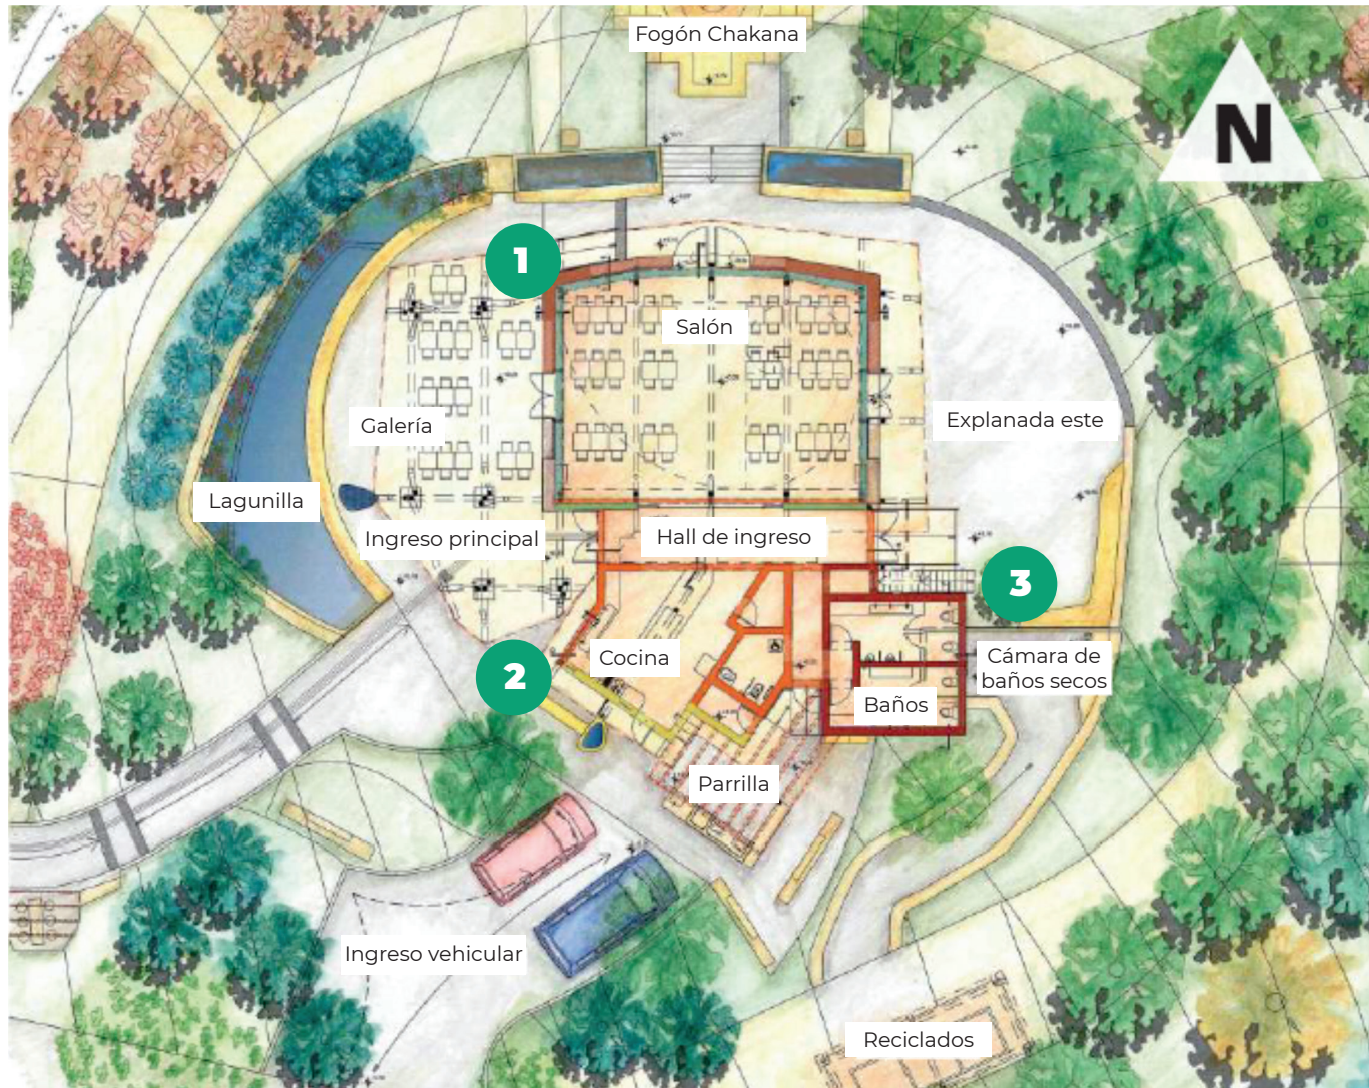 Fogón Chakana
N
1
Salón
Galería
Explanada este
Lagunilla
Ingreso principal
Hall de ingreso
3
2
Cocina
Cámara de
baños secos
Baños
Parrilla
Ingreso vehicular
Reciclados